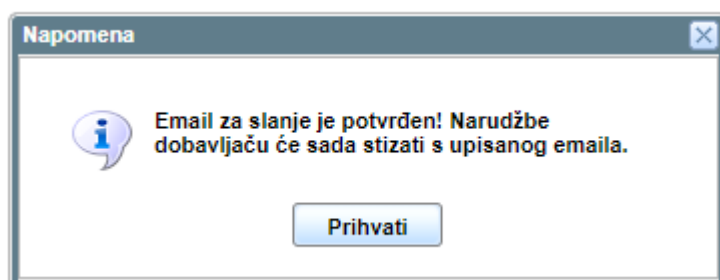 Napomena
Email za slanje je potvrđen! Narudžbe
dobavljaču će sada stizati s upisanog emaila.
Prihvati